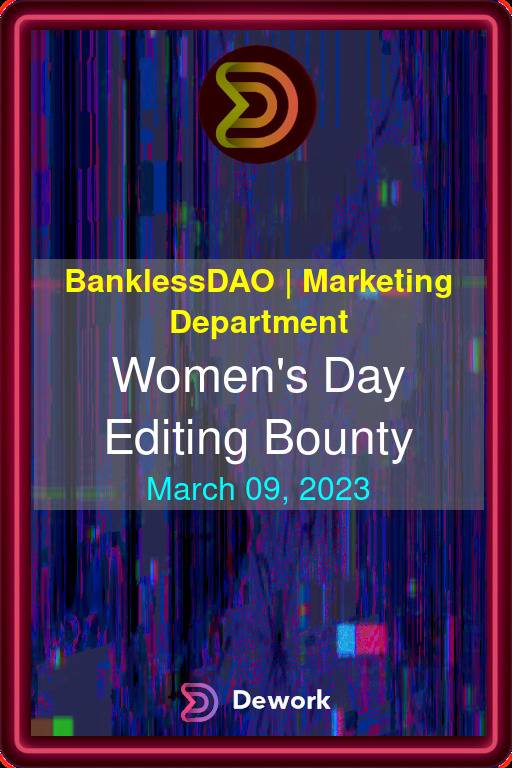 BanklessDAO | Marketing
Department
Women's Day
Editing Bounty
March 09, 2023
Dework